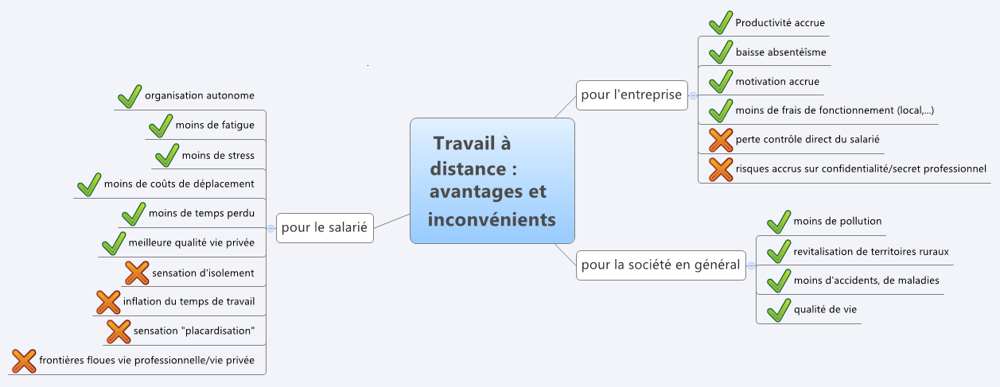 Travail à
distance :
avantages et
inconvénients
pour l'entreprise
Productivité accrue
baisse absentéîsme
motivation accrue
moins de frais de fonctionnement (local,...)
perte contrôle direct du salarié
risques accrus sur confidentialité/secret professionnel
pour la société en général
moins de pollution
revitalisation de territoires ruraux
moins d'accidents, de maladies
qualité de vie
pour le salarié
organisation autonome
moins de fatigue
moins de stress
moins de coûts de déplacement
moins de temps perdu
meilleure qualité vie privée
sensation d'isolement
inflation du temps de travail
sensation "placardisation"
frontières floues vie professionnelle/vie privée